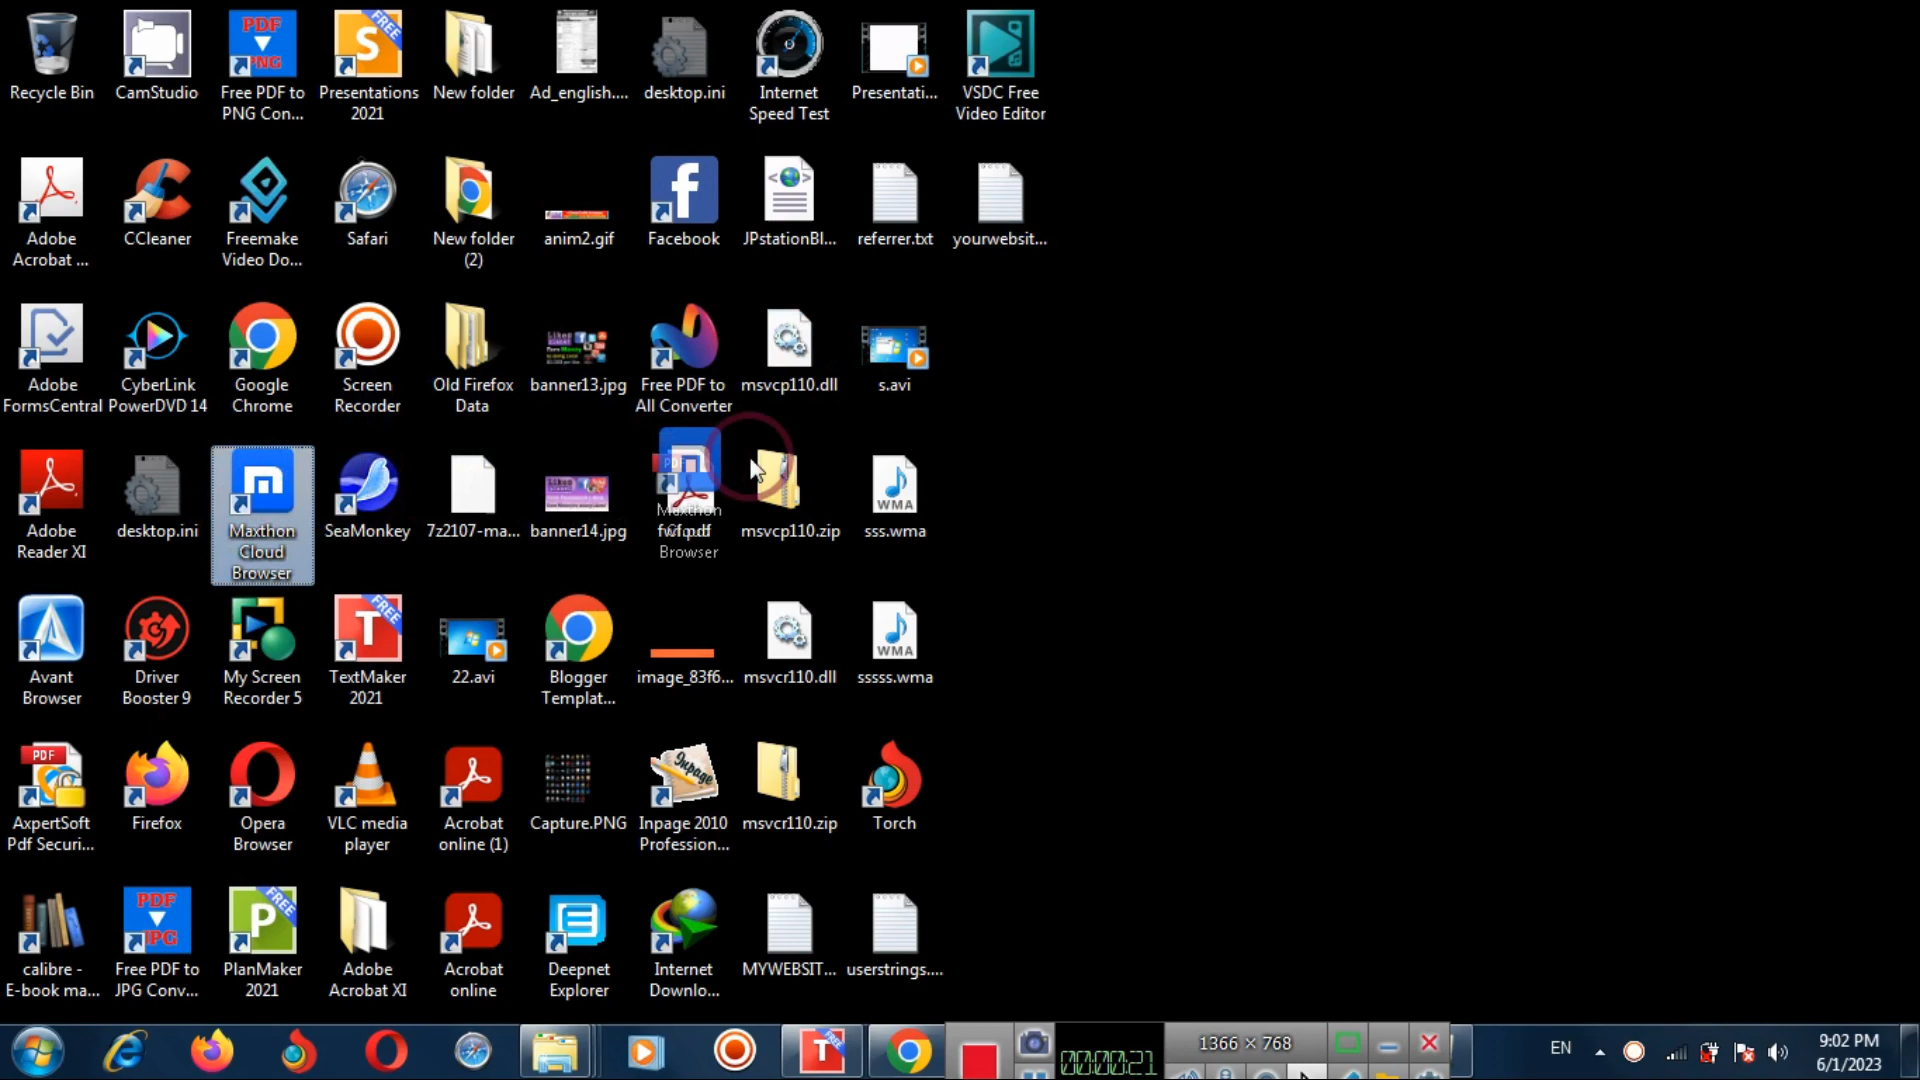 Recycle Bin
CamStudio
Free PDF to
PNG Con...
Presentations
2021
New folder
Ad_english....
desktop.ini
Internet
Speed Test
Presentati...
VSDC Free
Video Editor
Adobe
Acrobat ...
CCleaner
Freemake
Video Do...
Safari
New folder
(2)
anim2.gif
Facebook
JPstationBl...
referrer.txt
yourwebsit...
Adobe
FormsCentral
CyberLink
PowerDVD 14
Google
Chrome
Screen
Recorder
Old Firefox
Data
banner13.jpg
Free PDF to
All Converter
msvcp110.dll
s.avi
Adobe
Reader XI
desktop.ini
Maxthon
Cloud
Browser
SeaMonkey
7z2107-ma...
banner14.jpg
Maxthon
Cloud
Browser
fwf.pdf
msvcp110.zip
sss.wma
Avant
Browser
Driver
Booster 9
My Screen
Recorder 5
TextMaker
2021
22.avi
Blogger
Templat...
image_83f6...
msvcr110.dll
sssss.wma
AxpertSoft
Pdf Securi...
Firefox
Opera
Browser
VLC media
player
Acrobat
online (1)
Capture.PNG
Inpage 2010
Profession...
msvcr110.zip
Torch
calibre -
E-book ma...
Free PDF to
JPG Conv...
PlanMaker
2021
Adobe
Acrobat XI
Acrobat
online
Deepnet
Explorer
Internet
Downlo...
MYWEBSIT...
userstrings....
00:00:21
1366 × 768
EN
9:02 PM
6/1/2023